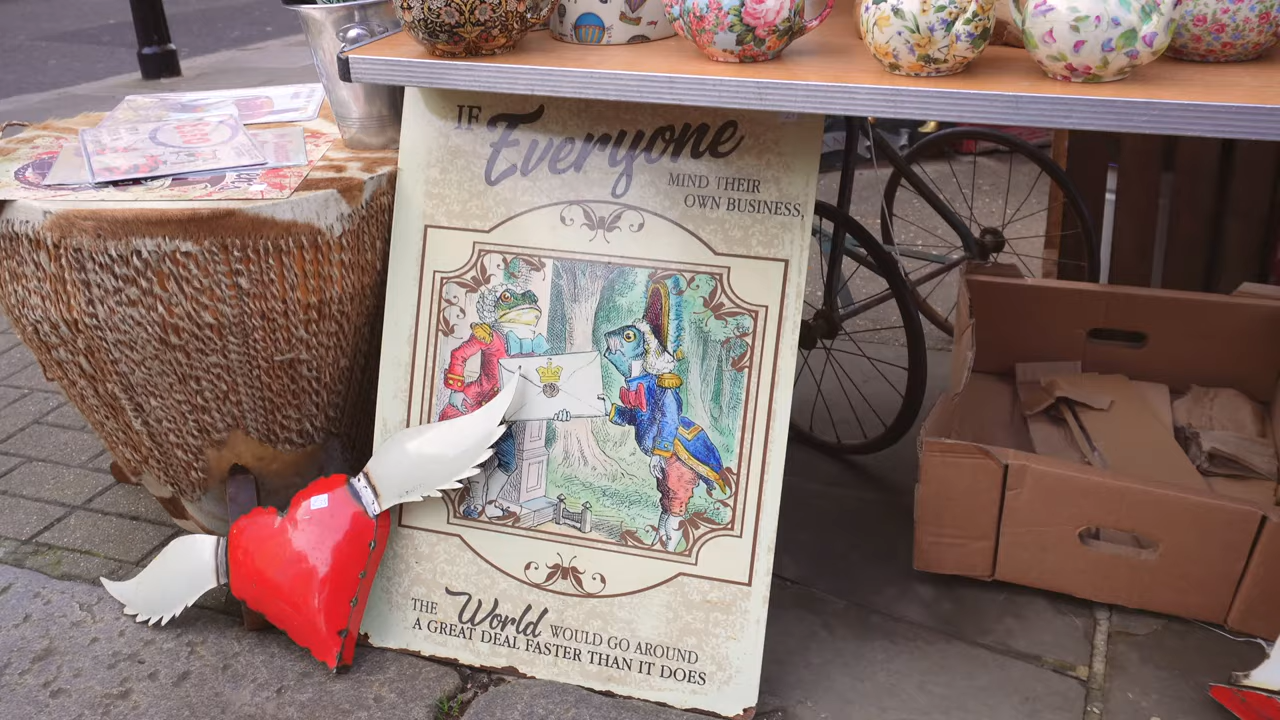 IF Everyone
MIND THEIR
OWN BUSINESS,
THE World WOULD GO AROUND
A GREAT DEAL FASTER THAN IT DOES